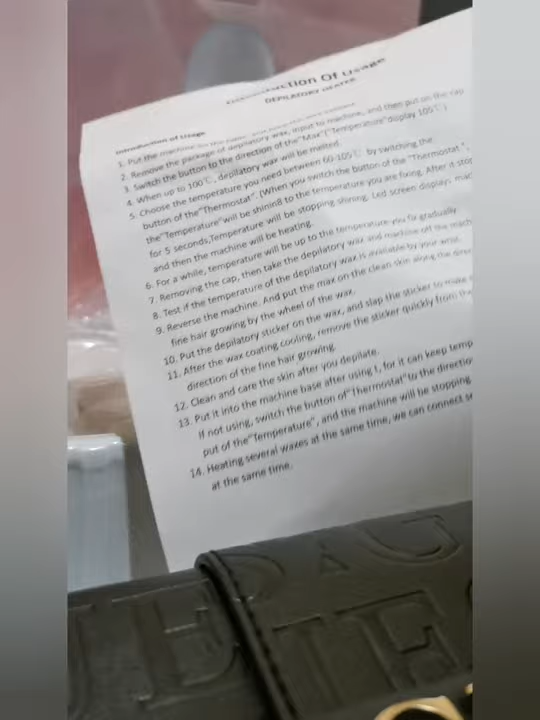 Introduction Of Usage
DEPILATORY HEATER
Introduction of Usage
1. Put the machine
2. Remove the package of depilatory wax, input to machine, and then put on the cap
3. Switch the button to the direction of the"Max"("Temperature"display 105℃)
4. When up to 100℃, depilatory wax will be melted.
5. Choose the temperature you need between 60-105℃ by switching the
button of the"Thermostat". (When you switch the button of the "Thermostat",
the"Temperature"will be shining to the temperature you are fixing. After it stop
for 5 seconds,Temperature will be stopping shining. Led screen display
and then the machine will be heating.
6. For a while, temperature will be up to the temperature you fix gradually
7. Removing the cap, then take the depilatory wax and machine off the
8. Test if the temperature of the depilatory wax is available by your wrist.
9. Reverse the machine. And put the max on the clean skin along the
fine hair growing by the wheel of the wax.
10. Put the depilatory sticker on the wax, and slap the sticker to make
11. After the wax coating cooling, remove the sticker quickly from
direction of the fine hair growing.
12. Clean and care the skin after you depilate.
13. Put it into the machine base after using t, for it can keep temp
If not using, switch the button of"Thermostat"to the directio
put of the"Temperature", and the machine will be stopping
14. Heating several waxes at the same time, we can connect
at the same time.